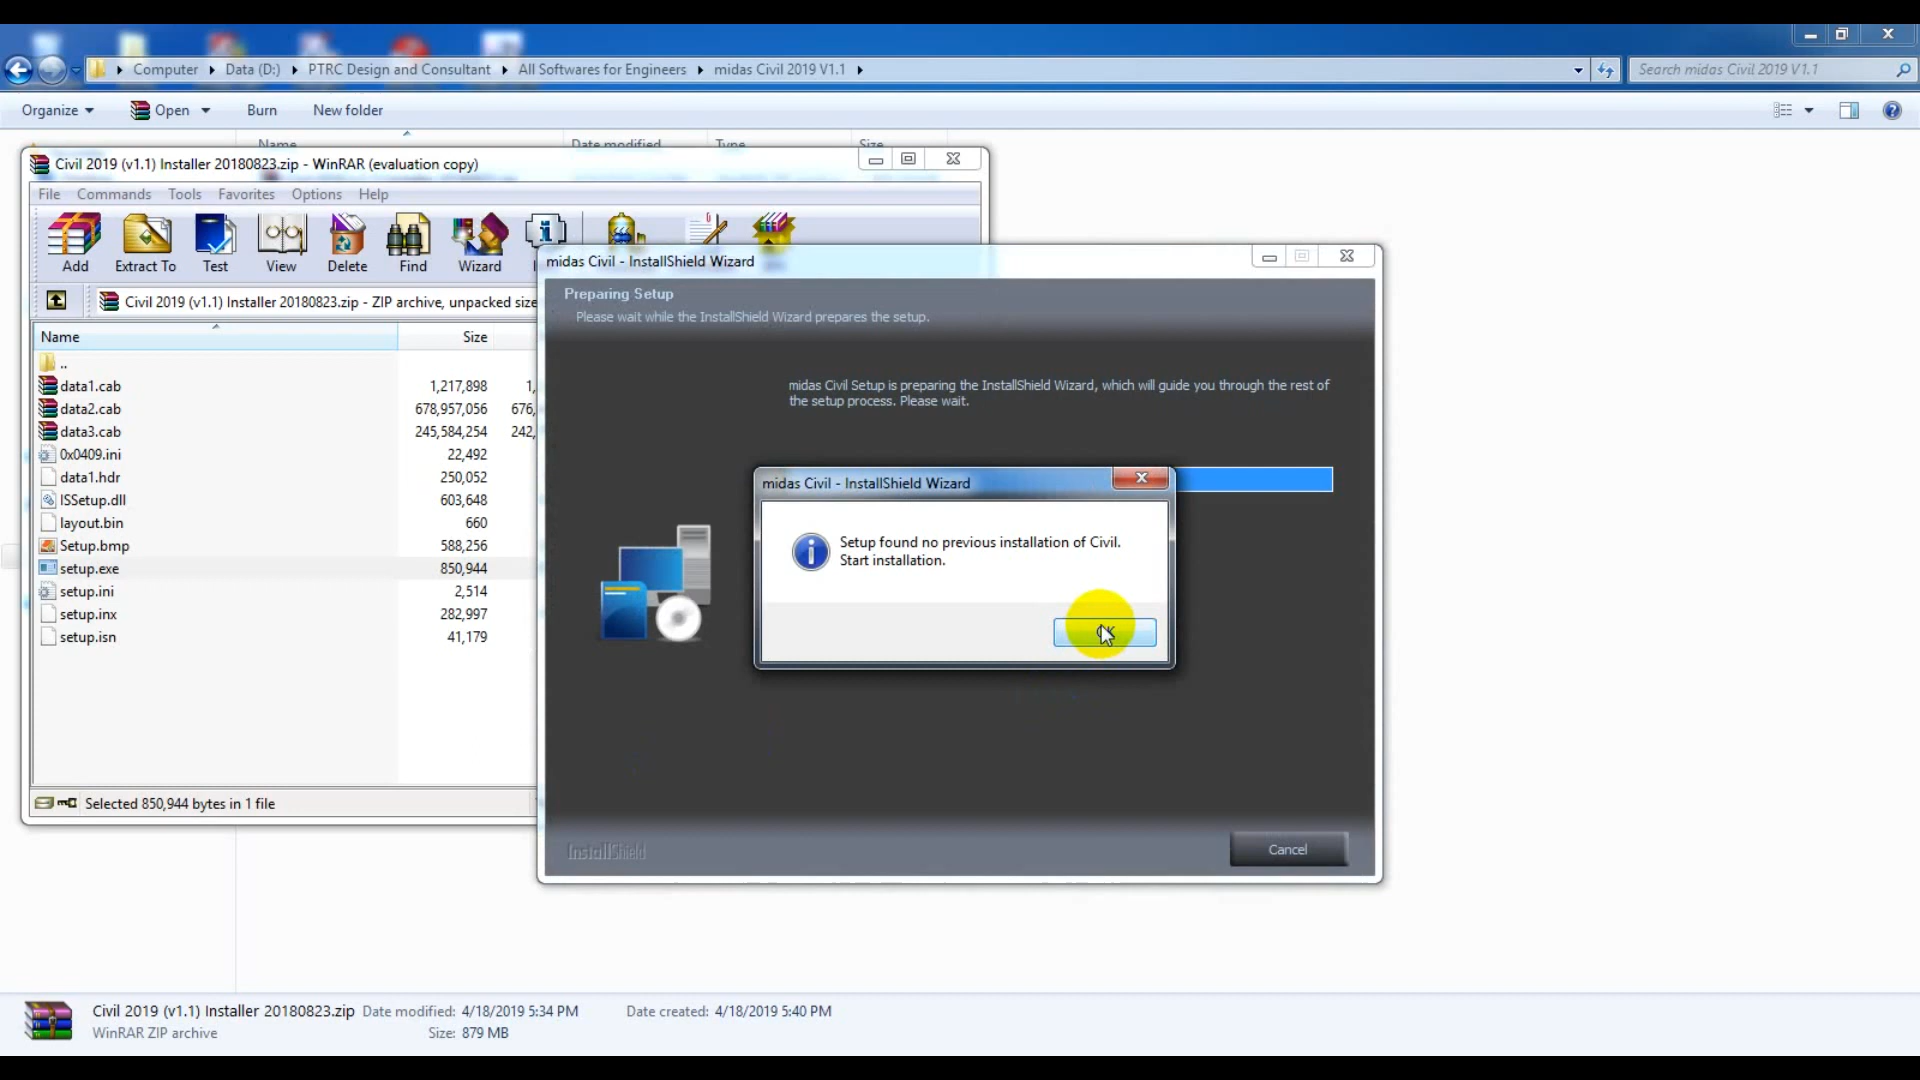 Computer
Data (D:)
PTRC Design and Consultant
All Softwares for Engineers
midas Civil 2019 V1.1
Search midas Civil 2019 V1.1
Organize
Open
Burn
New folder
Name
Date modified
Type
Size
Civil 2019 (v1.1) Installer 20180823.zip - WinRAR (evaluation copy)
File Commands Tools Favorites Options Help
Add
Extract To
Test
View
Delete
Find
Wizard
Civil 2019 (v1.1) Installer 20180823.zip - ZIP archive, unpacked size
Name Size
..
data1.cab 1,217,898 1,
data2.cab 678,957,056 676,
data3.cab 245,584,254 242,
0x0409.ini 22,492
data1.hdr 250,052
ISSetup.dll 603,648
layout.bin 660
Setup.bmp 588,256
setup.exe 850,944
setup.ini 2,514
setup.inx 282,997
setup.isn 41,179
Selected 850,944 bytes in 1 file
midas Civil - InstallShield Wizard
Preparing Setup
Please wait while the InstallShield Wizard prepares the setup.
midas Civil Setup is preparing the InstallShield Wizard, which will guide you through the rest of
the setup process. Please wait.
midas Civil - InstallShield Wizard
Setup found no previous installation of Civil.
Start installation.
InstallShield
Cancel
Civil 2019 (v1.1) Installer 20180823.zip Date modified: 4/18/2019 5:34 PM Date created: 4/18/2019 5:40 PM
WinRAR ZIP archive Size: 879 MB